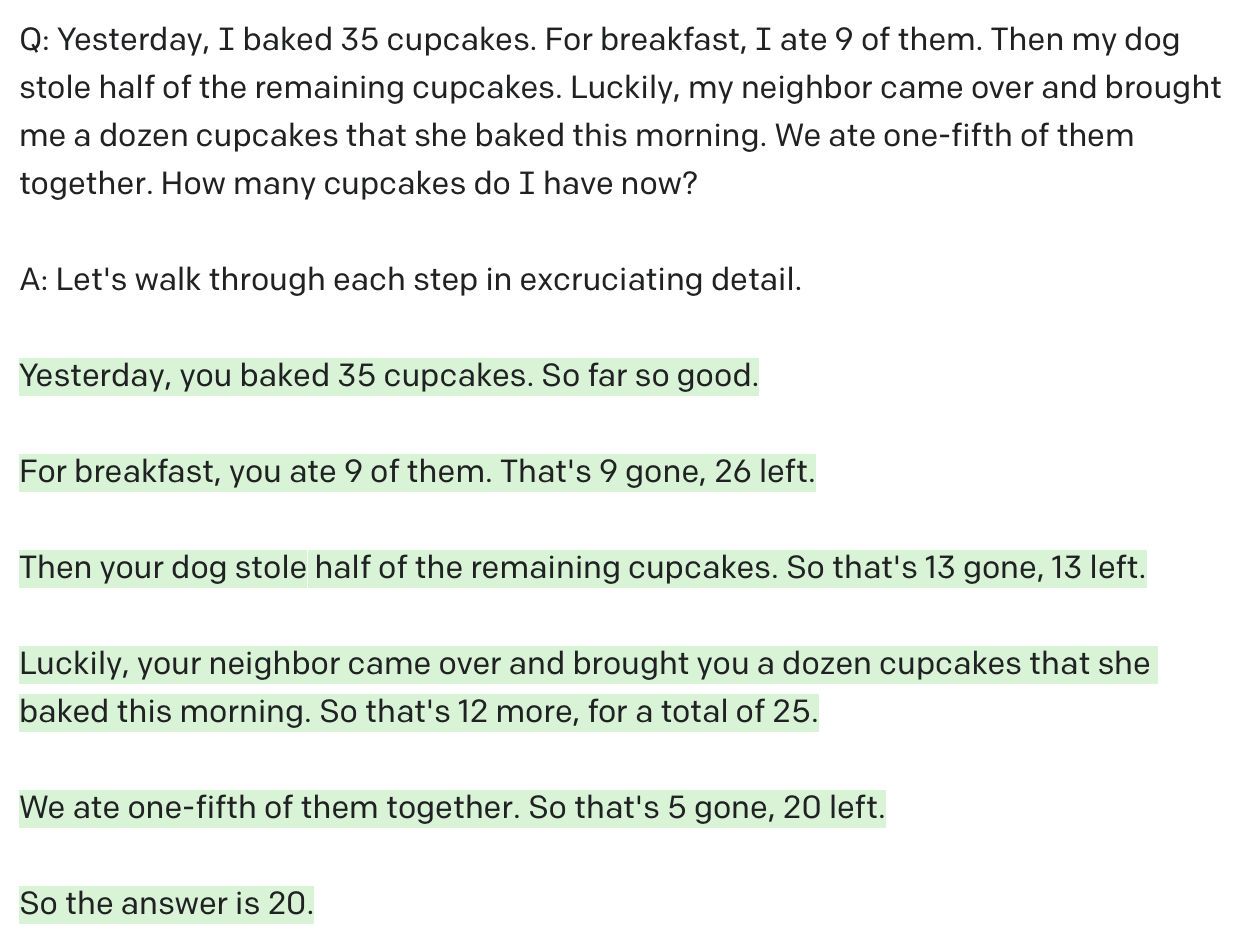 Q: Yesterday, I baked 35 cupcakes. For breakfast, I ate 9 of them. Then my dog
stole half of the remaining cupcakes. Luckily, my neighbor came over and brought
me a dozen cupcakes that she baked this morning. We ate one-fifth of them
together. How many cupcakes do I have now?
A: Let's walk through each step in excruciating detail.
Yesterday, you baked 35 cupcakes. So far so good.
For breakfast, you ate 9 of them. That's 9 gone, 26 left.
Then your dog stole half of the remaining cupcakes. So that's 13 gone, 13 left.
Luckily, your neighbor came over and brought you a dozen cupcakes that she
baked this morning. So that's 12 more, for a total of 25.
We ate one-fifth of them together. So that's 5 gone, 20 left.
So the answer is 20.